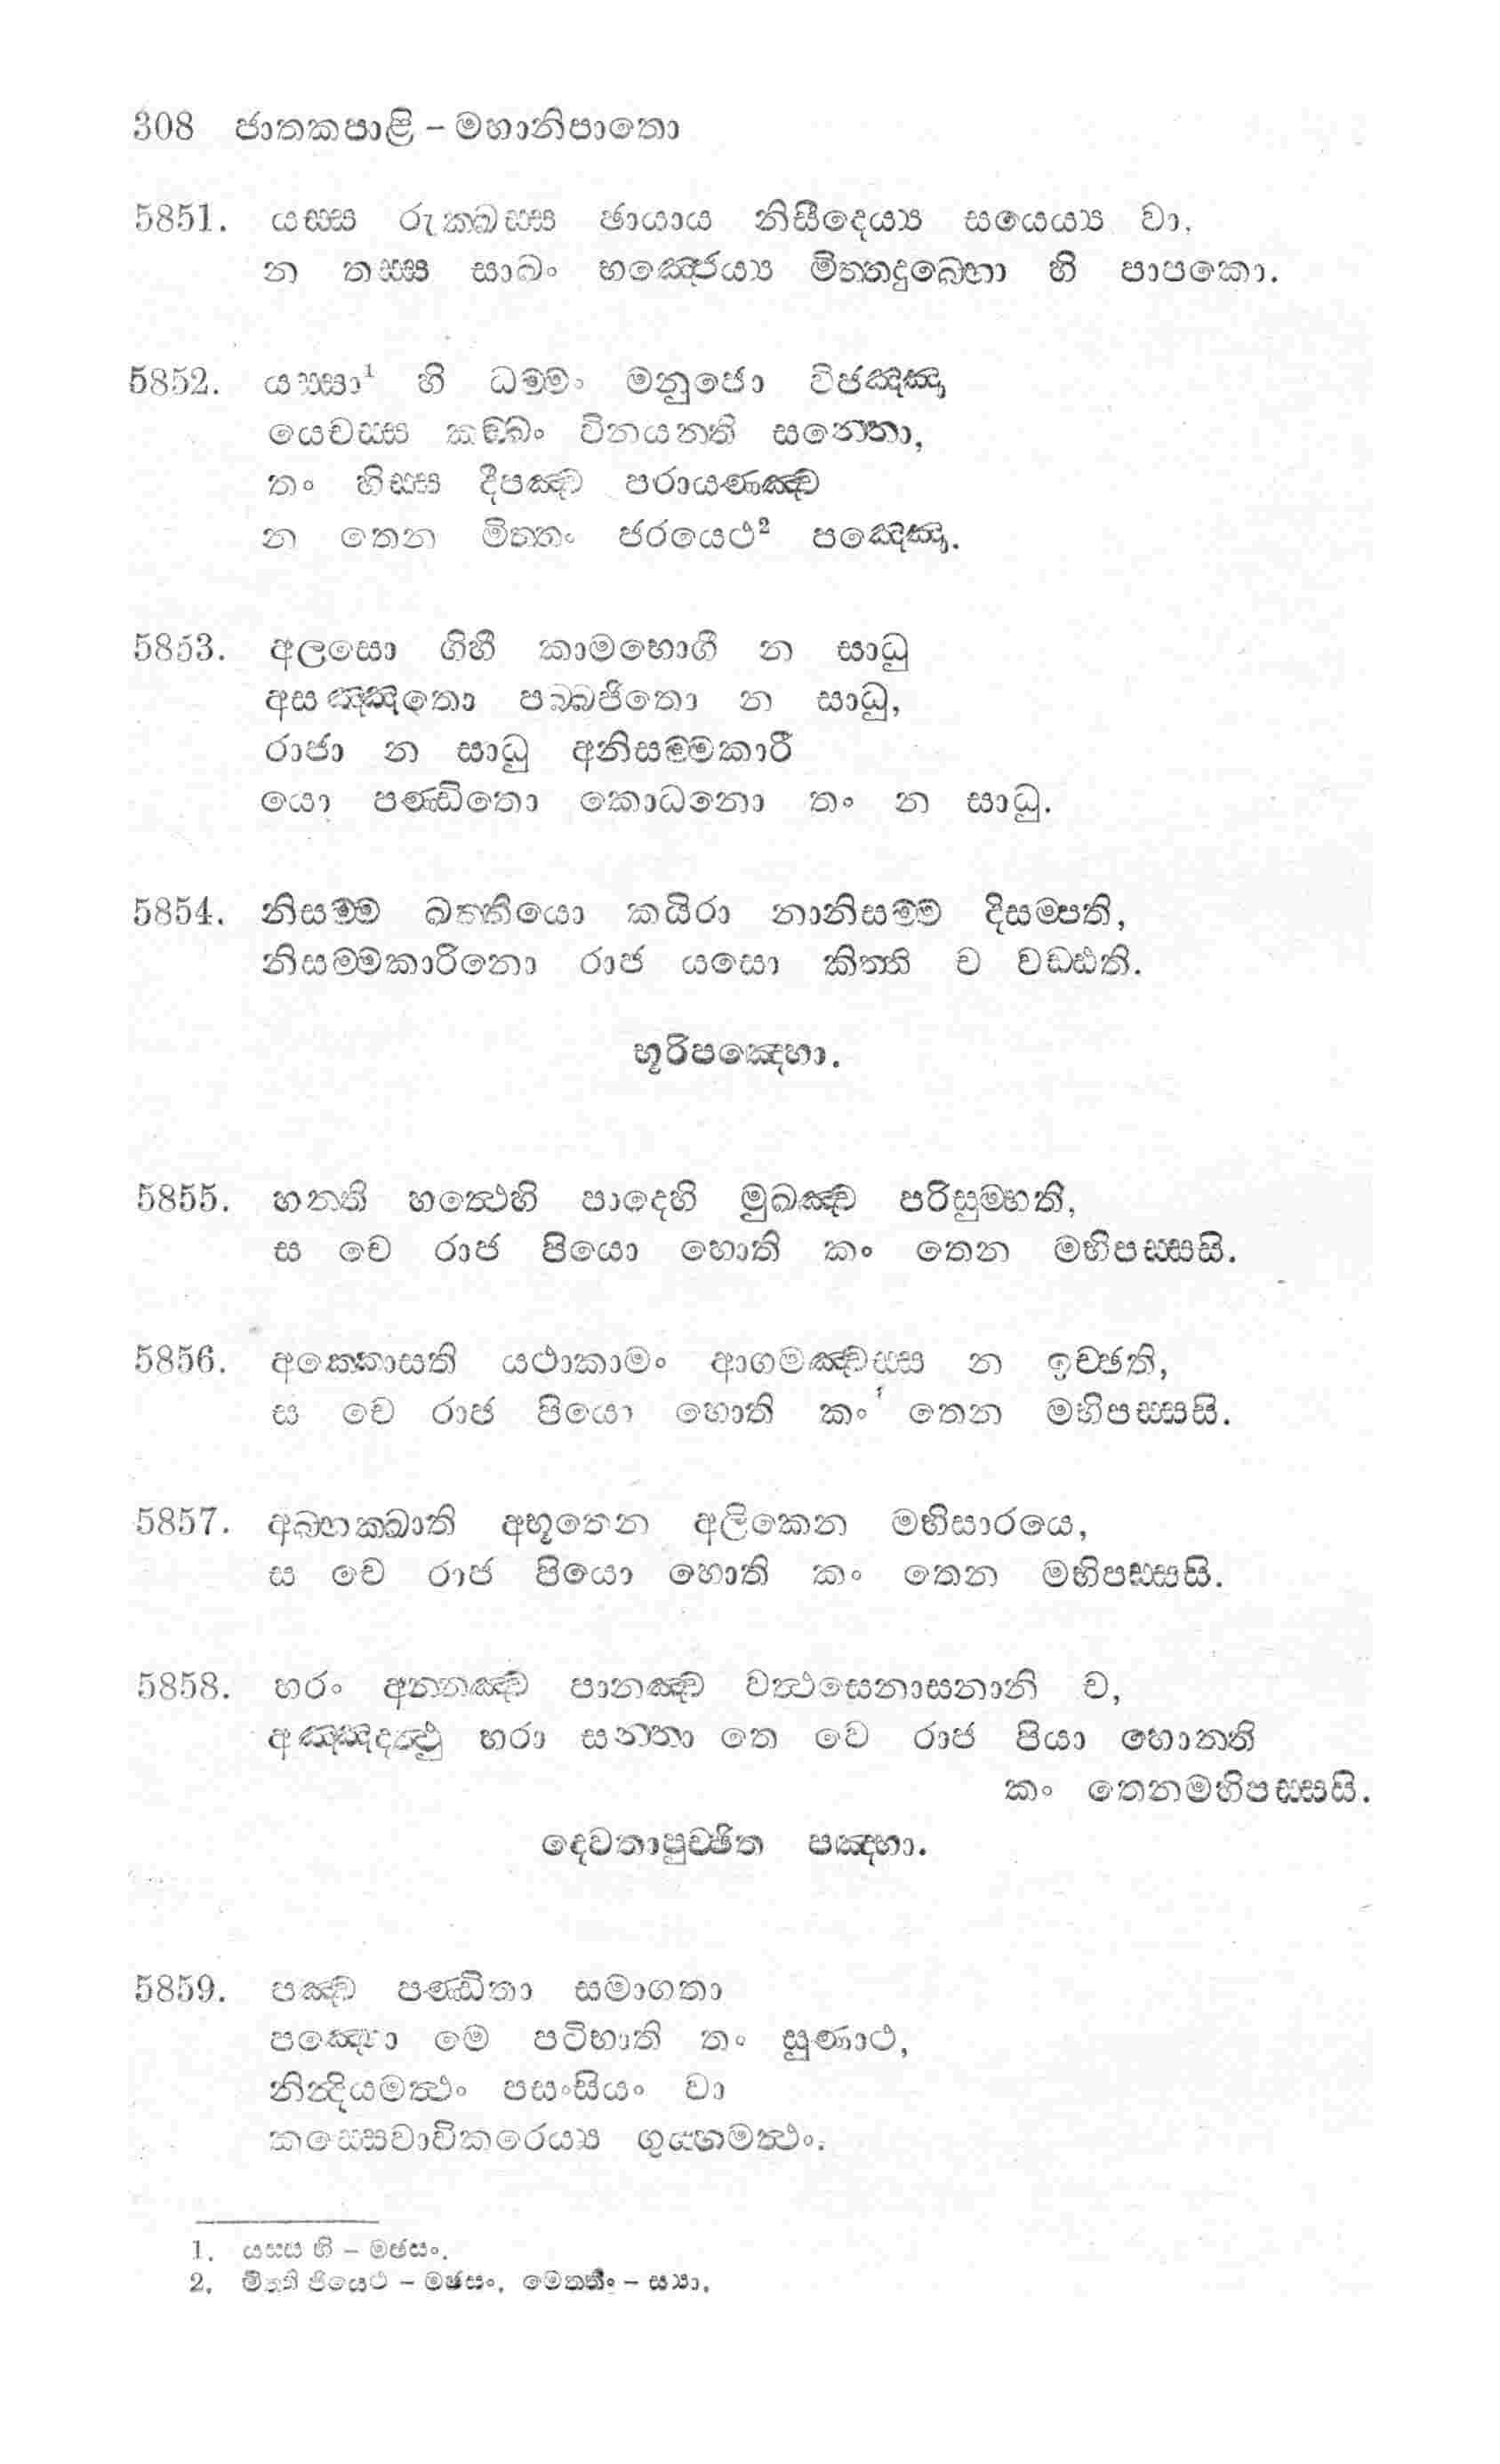 308 ජාතකපාළි – මහානිපාතො
5851. යස්ස රුක්ඛස්ස ඡායාය නිසීදෙය්‍ය සයෙය්‍ය වා,
න තස්ස සාඛං භඤ්ජෙය්‍ය මිත්තදුබ්භො හි පාපකො.
5852. යස්සා¹ හි ධම්මං මනුජො විජඤ්ඤා
යෙචස්ස කඞ්ඛං විනයන්ති සන්තො,
තං හිස්ස දීපඤ්ච පරායණඤ්ච
න තෙන මිත්තං ජරයෙථ² පඤ්ඤො.
5853. අලසො ගිහී කාමභොගී න සාධු
අසඤ්ඤතො පබ්බජිතො න සාධු,
රාජා න සාධු අනිසම්මකාරී
යො පණ්ඩිතො කොධනො තං න සාධු.
5854. නිසම්ම ඛත්තියො කයිරා නානිසම්ම දිසම්පති,
නිසම්මකාරිනො රාජ යසො කිත්ති ච වඩ්ඪති.
භූරිපඤ්හො.
5855. හන්ති හත්ථෙහි පාදෙහි මුඛඤ්ච පරිසුම්භති,
ස වෙ රාජ පියො හොති කං තෙන මභිපස්සසි.
5856. අක්කොසති යථාකාමං ආගමඤ්චස්ස න ඉච්ඡති,
ස වෙ රාජ පියො හොති කං තෙන මභිපස්සසි.
5857. අබ්භක්ඛාති අභූතෙන අලිකෙන මභිසාරයෙ,
ස වෙ රාජ පියො හොති කං තෙන මභිපස්සසි.
5858. හරං අන්නඤ්ච පානඤ්ච වත්ථසෙනාසනානි ච,
අඤ්ඤදත්ථු හරා සන්තා තෙ වෙ රාජ පියා හොන්ති
කං තෙනමභිපස්සසි.
දෙවතාපුච්ඡිත පඤ්හා.
5859. පඤ්ච පණ්ඩිතා සමාගතා
පඤ්හො මෙ පටිභාති තං සුණාථ,
නින්දියමත්ථං පසංසියං වා
කස්සෙවාවිකරෙය්‍ය ගුය්හමත්ථං.
1. යස්ස හි – මඡසං.
2. මිත්තිං ජියෙථ – මඡසං, මෙත්තිං – ස්‍යා,